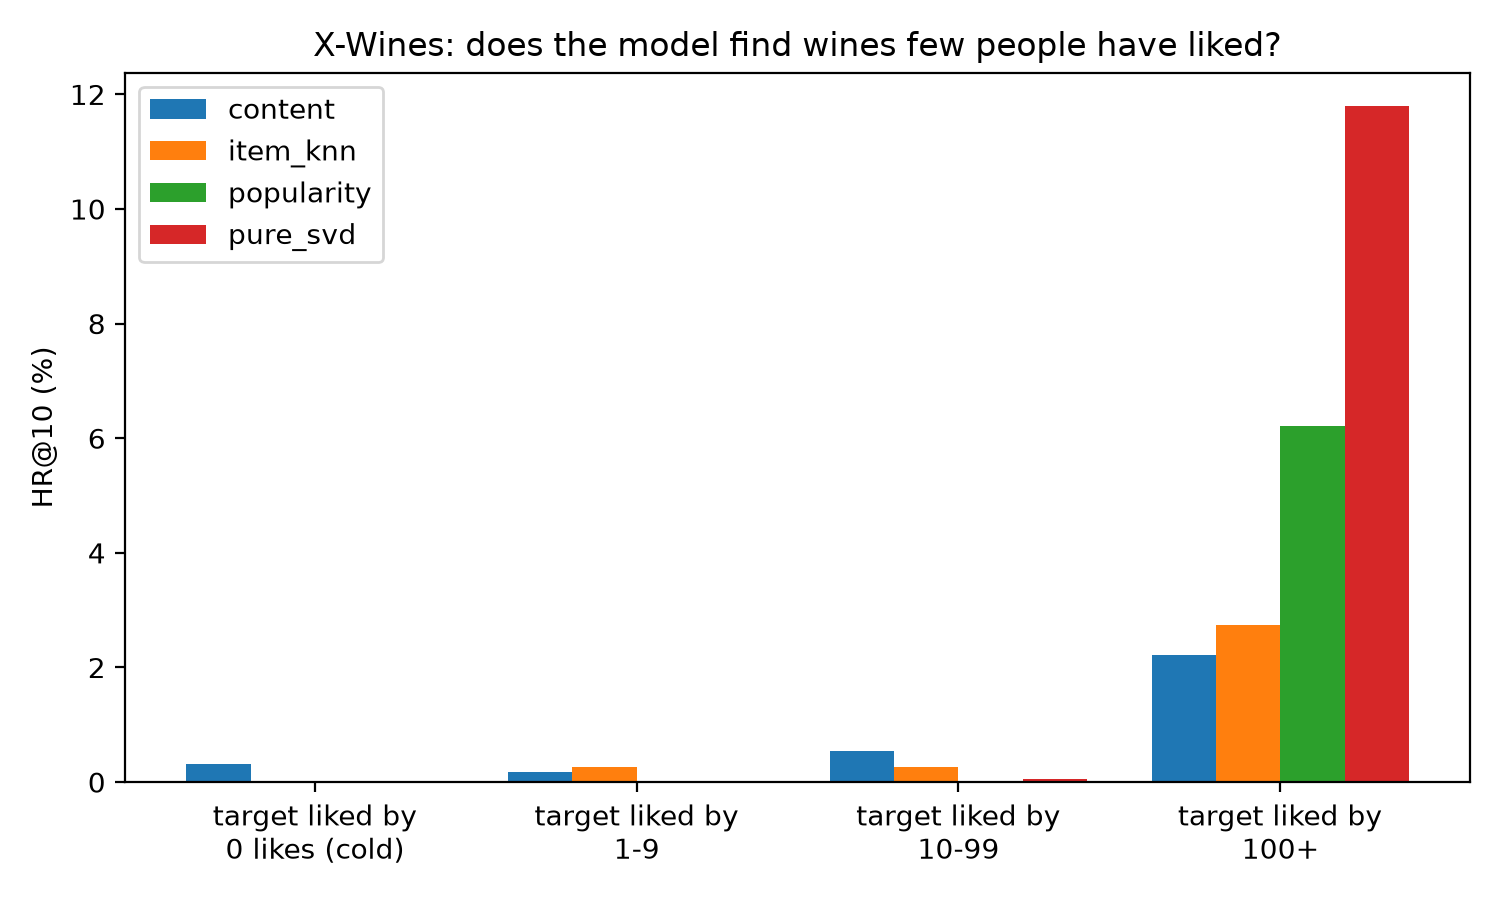 X-Wines: does the model find wines few people have liked?
content
item_knn
popularity
pure_svd
HR@10 (%)
12
10
8
6
4
2
0
target liked by
0 likes (cold)
target liked by
1-9
target liked by
10-99
target liked by
100+